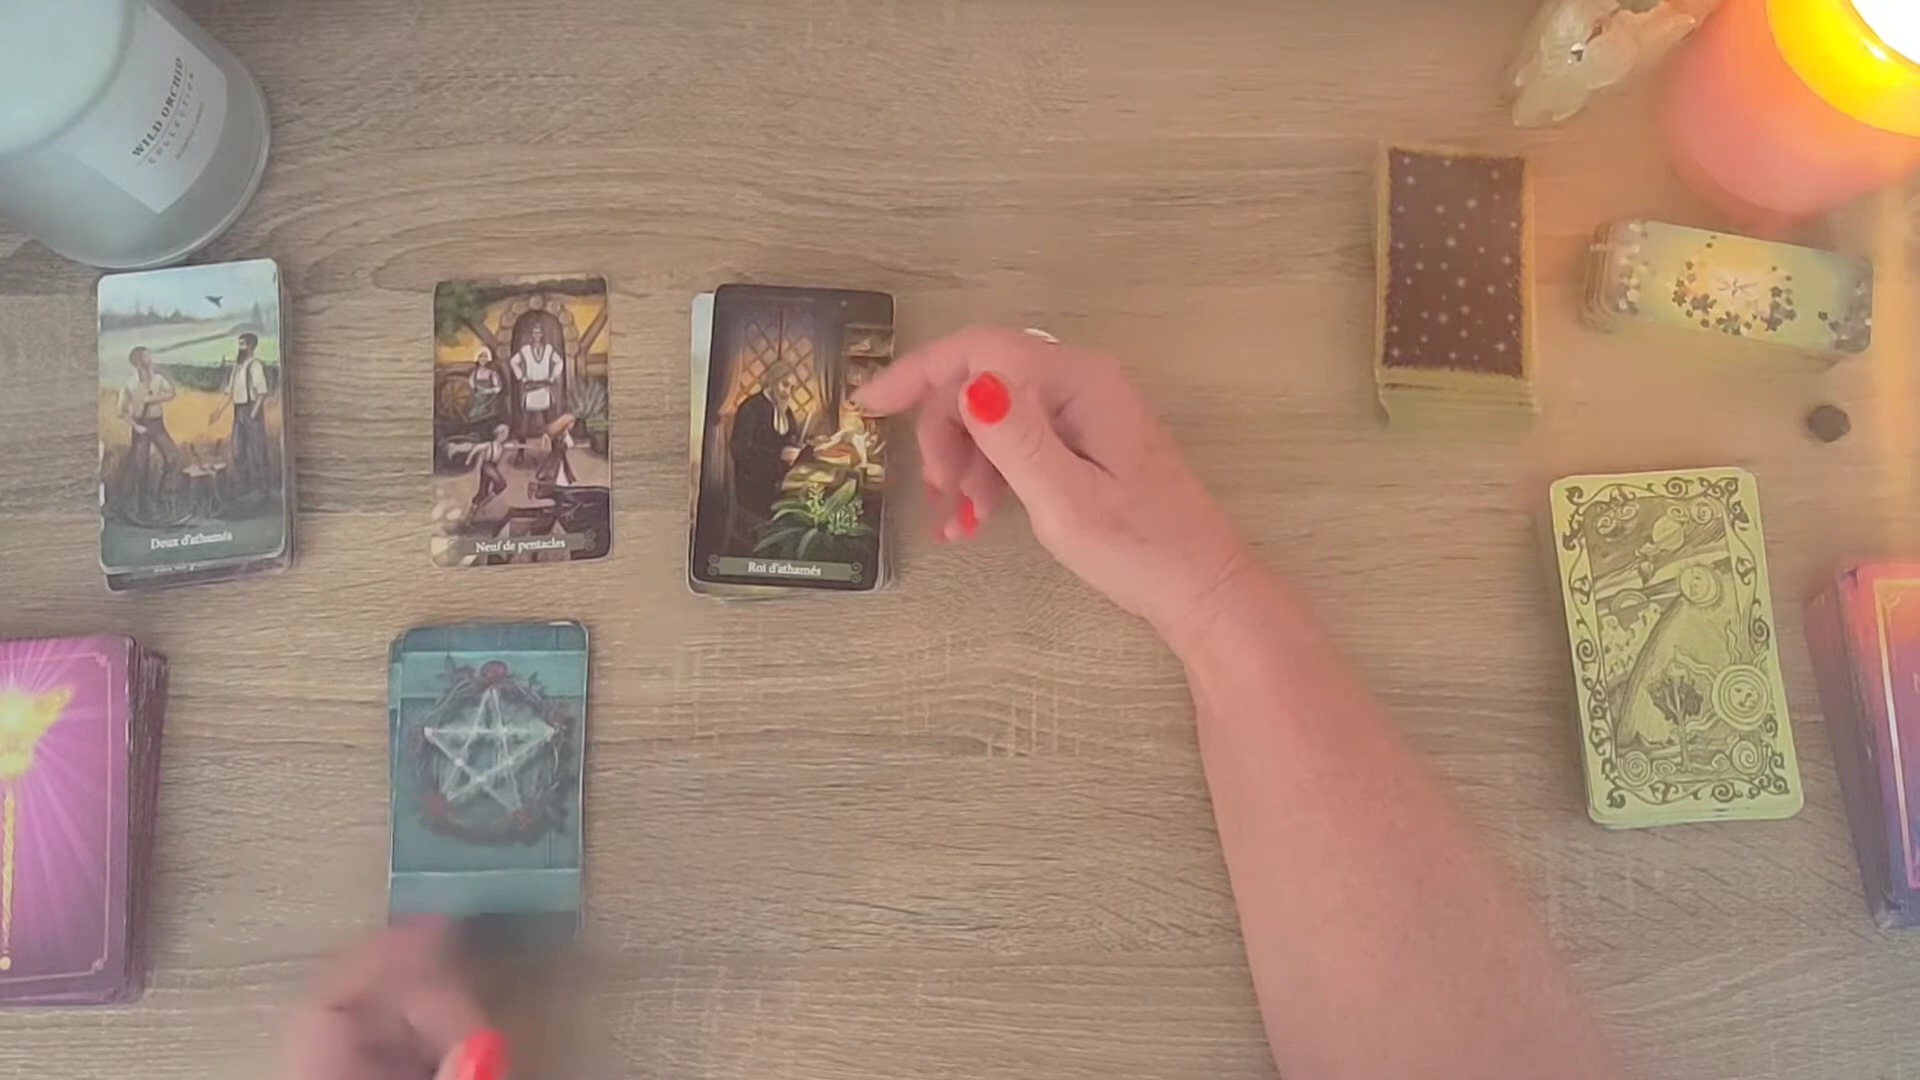 WILD ORCHID
COLLECTION
Deux d'athamés
Neuf de pentacles
Roi d'athamés